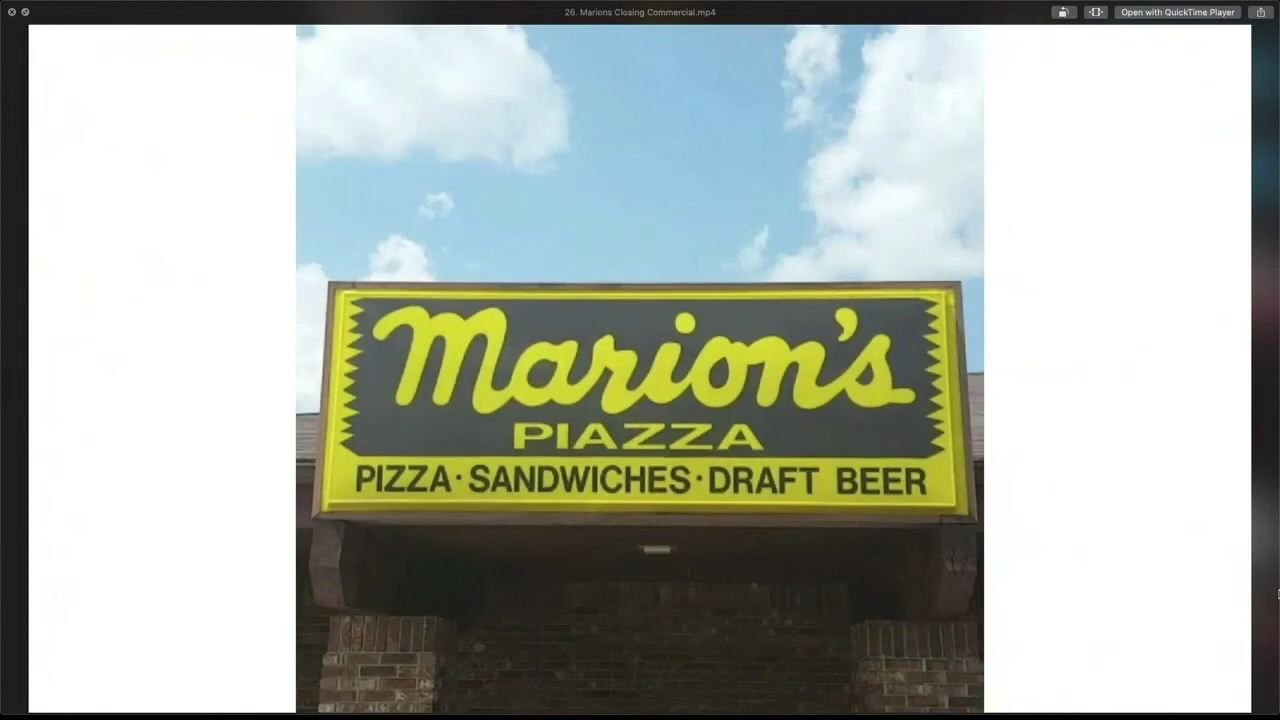 26. Marions Closing Commercial.mp4
Open with QuickTime Player
Marion's
PIAZZA
PIZZA·SANDWICHES·DRAFT BEER